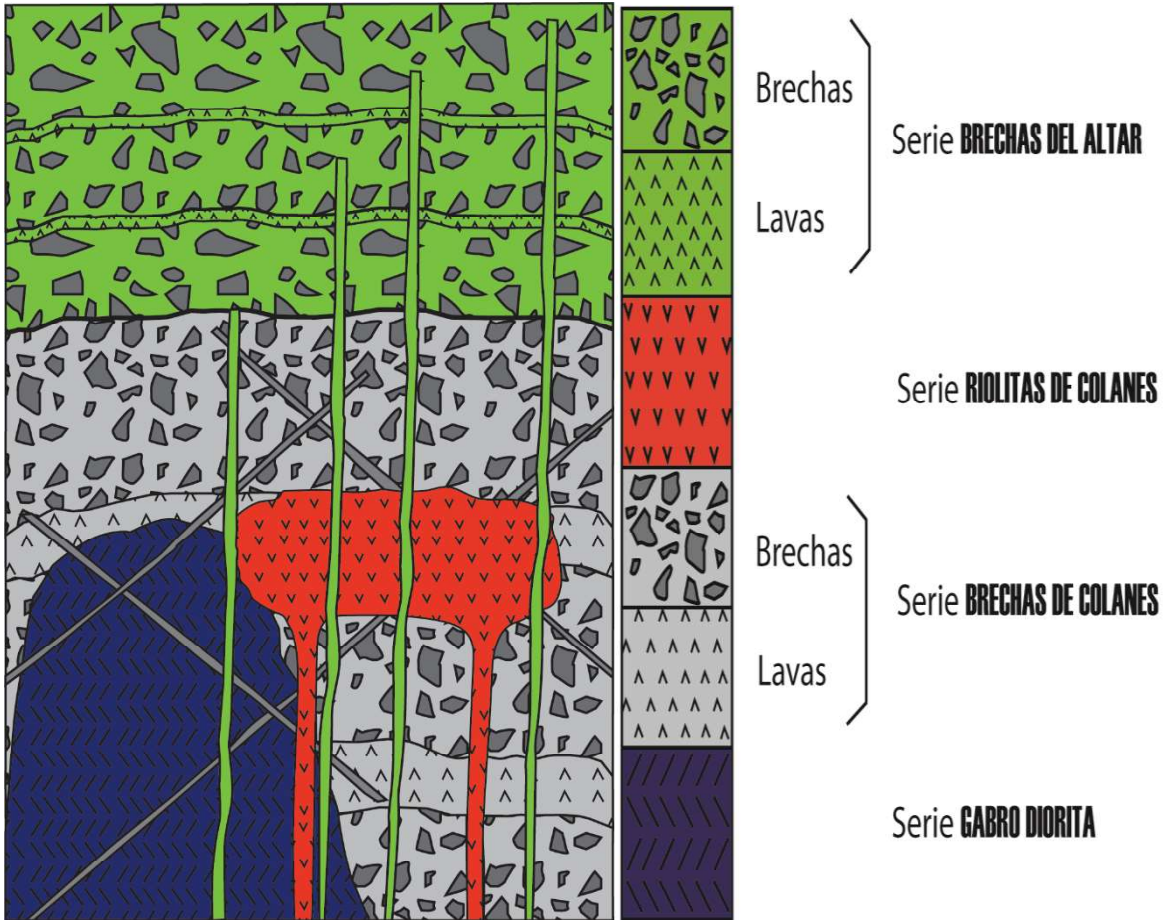 Brechas
Serie BRECHAS DEL ALTAR
Lavas
Serie RIOLITAS DE COLANES
Brechas
Serie BRECHAS DE COLANES
Lavas
Serie GABRO DIORITA